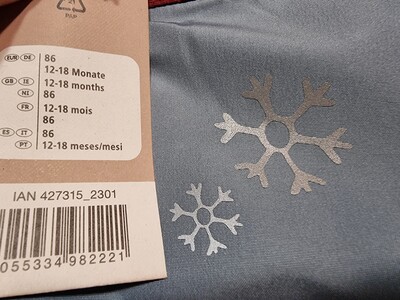 PAP
EUR DE 86
12-18 Monate
GB IE 12-18 months
NI 86
FR 12-18 mois
86
ES IT 86
PT 12-18 meses/mesi
IAN 427315_2301
055334 982221